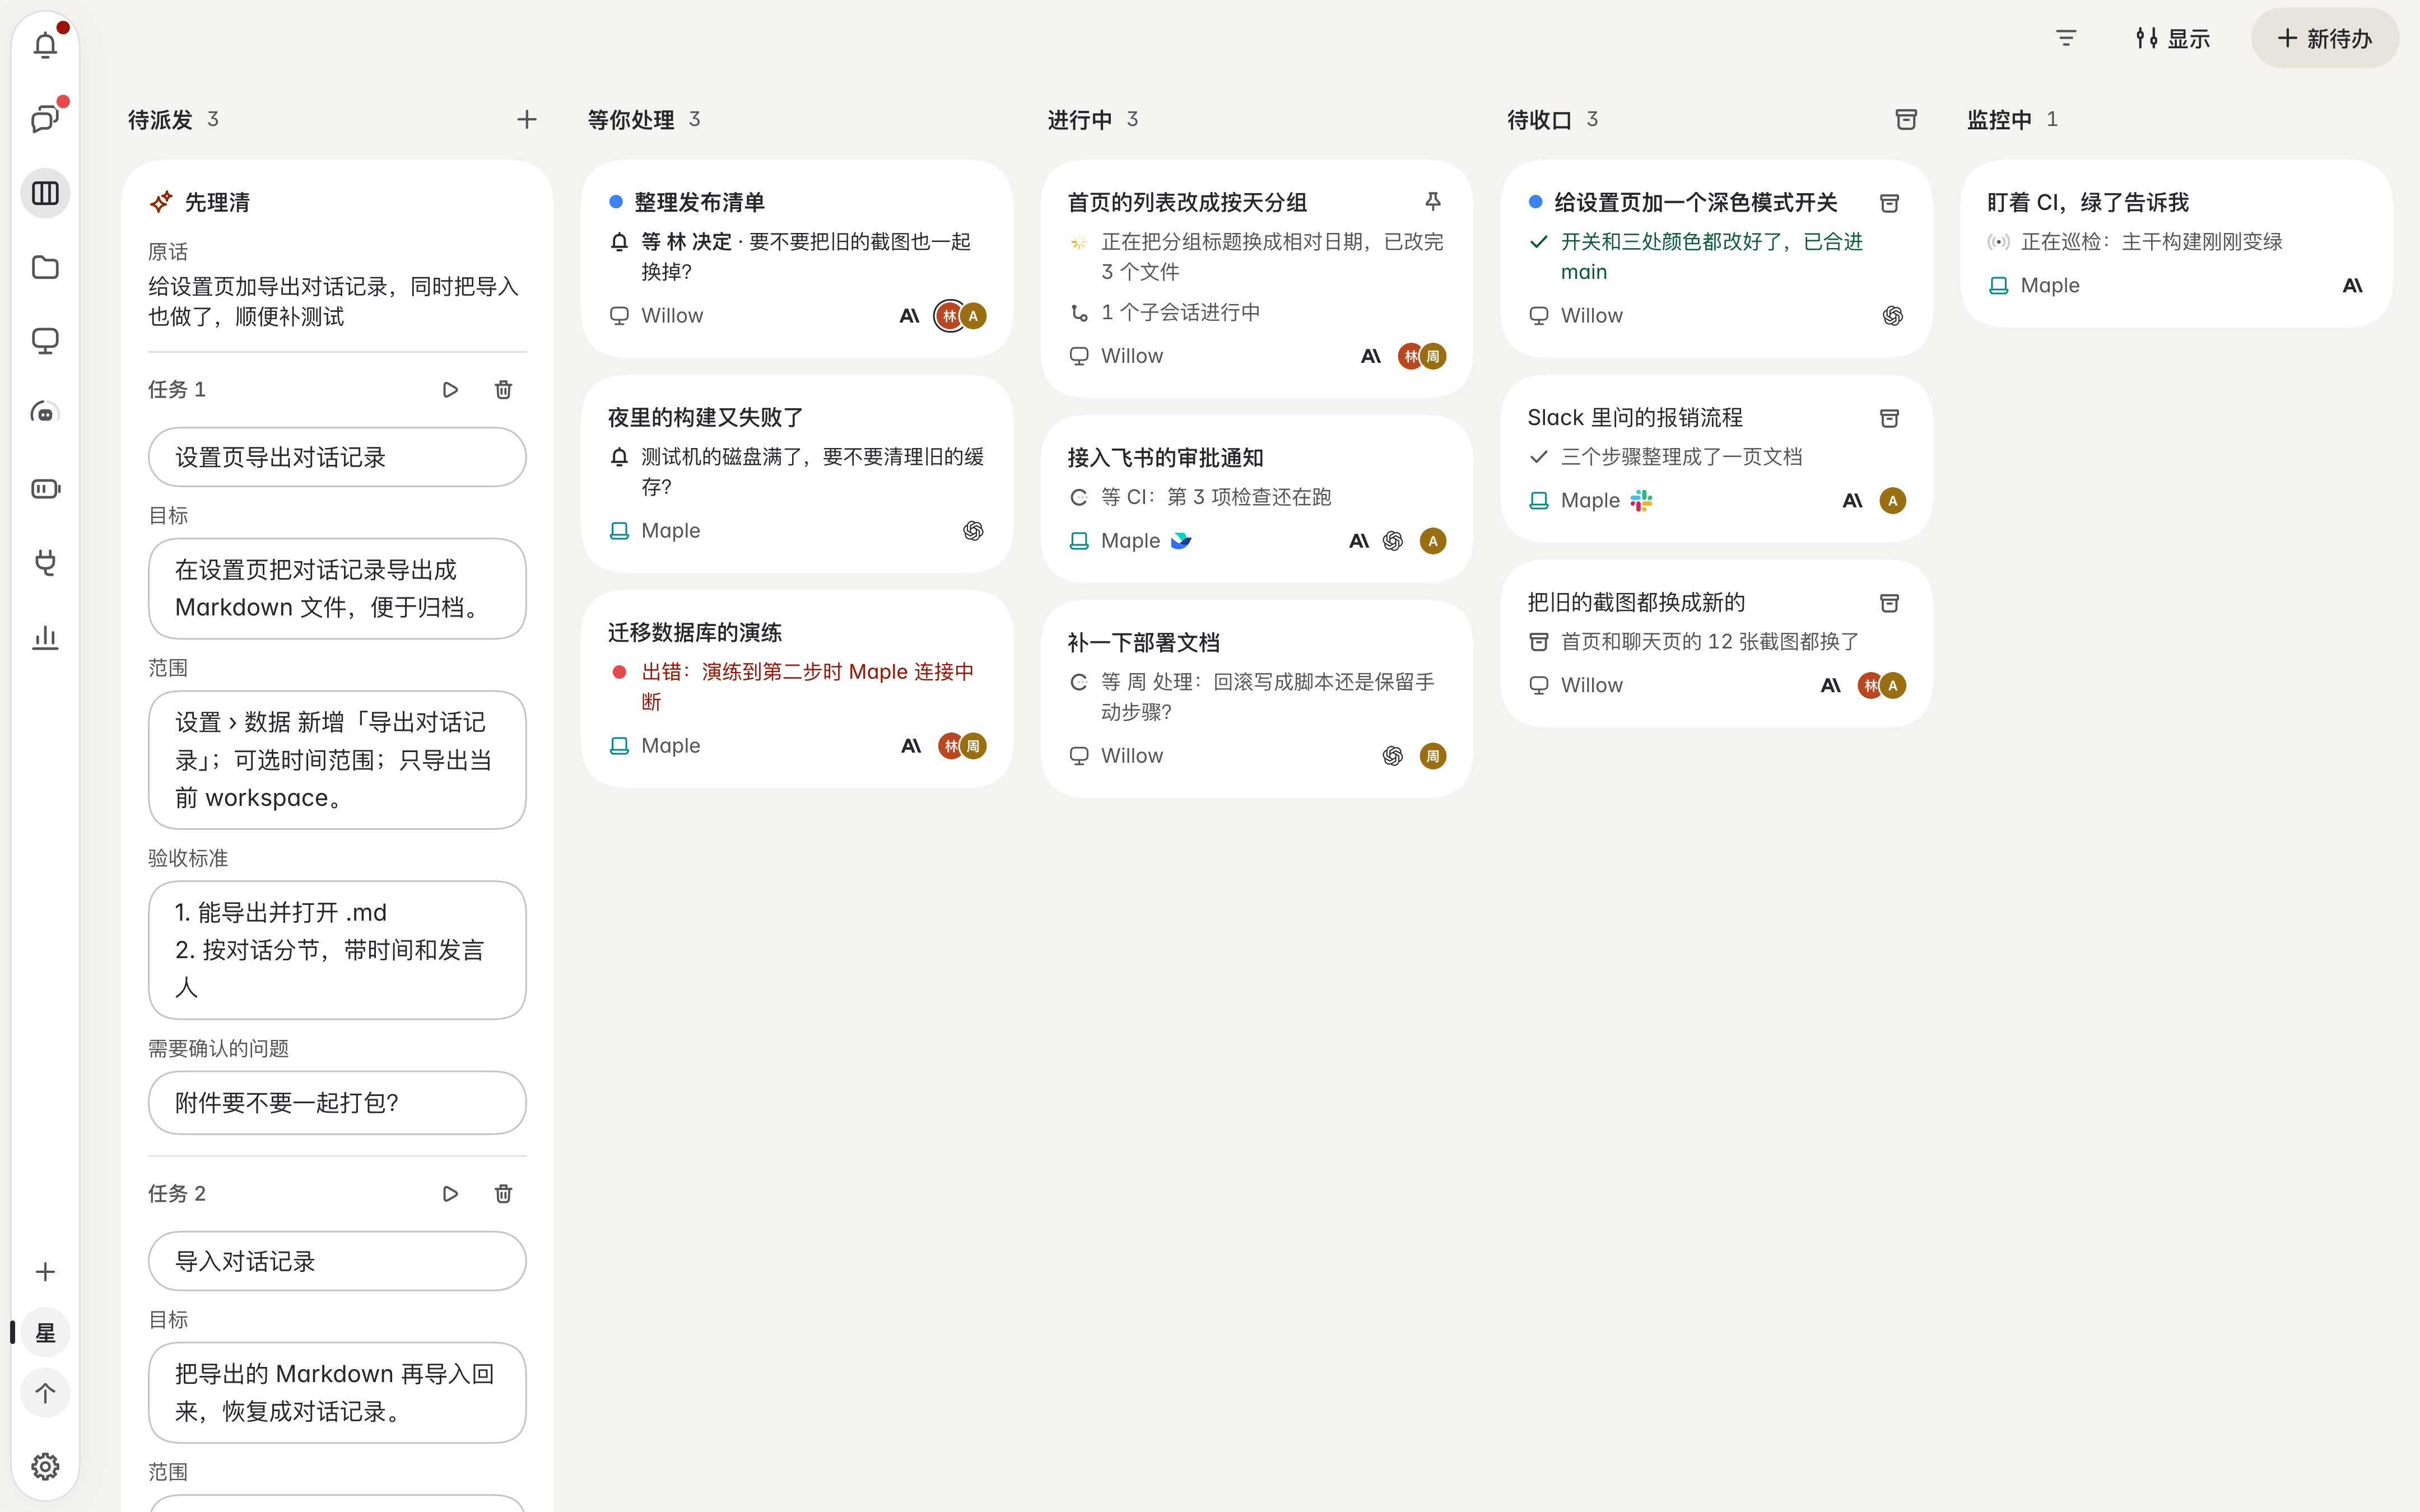 显示
新待办
待派发 3
先理清
原话
给设置页加导出对话记录，同时把导入
也做了，顺便补测试
任务 1
设置页导出对话记录
目标
在设置页把对话记录导出成
Markdown 文件，便于归档。
范围
设置 › 数据 新增「导出对话记
录」；可选时间范围；只导出当
前 workspace。
验收标准
1. 能导出并打开 .md
2. 按对话分节，带时间和发言
人
需要确认的问题
附件要不要一起打包？
任务 2
导入对话记录
目标
把导出的 Markdown 再导入回
来，恢复成对话记录。
范围
等你处理 3
整理发布清单
等 林 决定 · 要不要把旧的截图也一起
换掉？
Willow
林
A
夜里的构建又失败了
测试机的磁盘满了，要不要清理旧的缓
存？
Maple
迁移数据库的演练
出错：演练到第二步时 Maple 连接中
断
Maple
林
周
进行中 3
首页的列表改成按天分组
正在把分组标题换成相对日期，已改完
3 个文件
1 个子会话进行中
Willow
林
周
接入飞书的审批通知
等 CI：第 3 项检查还在跑
Maple
A
补一下部署文档
等 周 处理：回滚写成脚本还是保留手
动步骤？
Willow
周
待收口 3
给设置页加一个深色模式开关
开关和三处颜色都改好了，已合进
main
Willow
Slack 里问的报销流程
三个步骤整理成了一页文档
Maple
A
把旧的截图都换成新的
首页和聊天页的 12 张截图都换了
Willow
林
A
监控中 1
盯着 CI，绿了告诉我
正在巡检：主干构建刚刚变绿
Maple
星
个